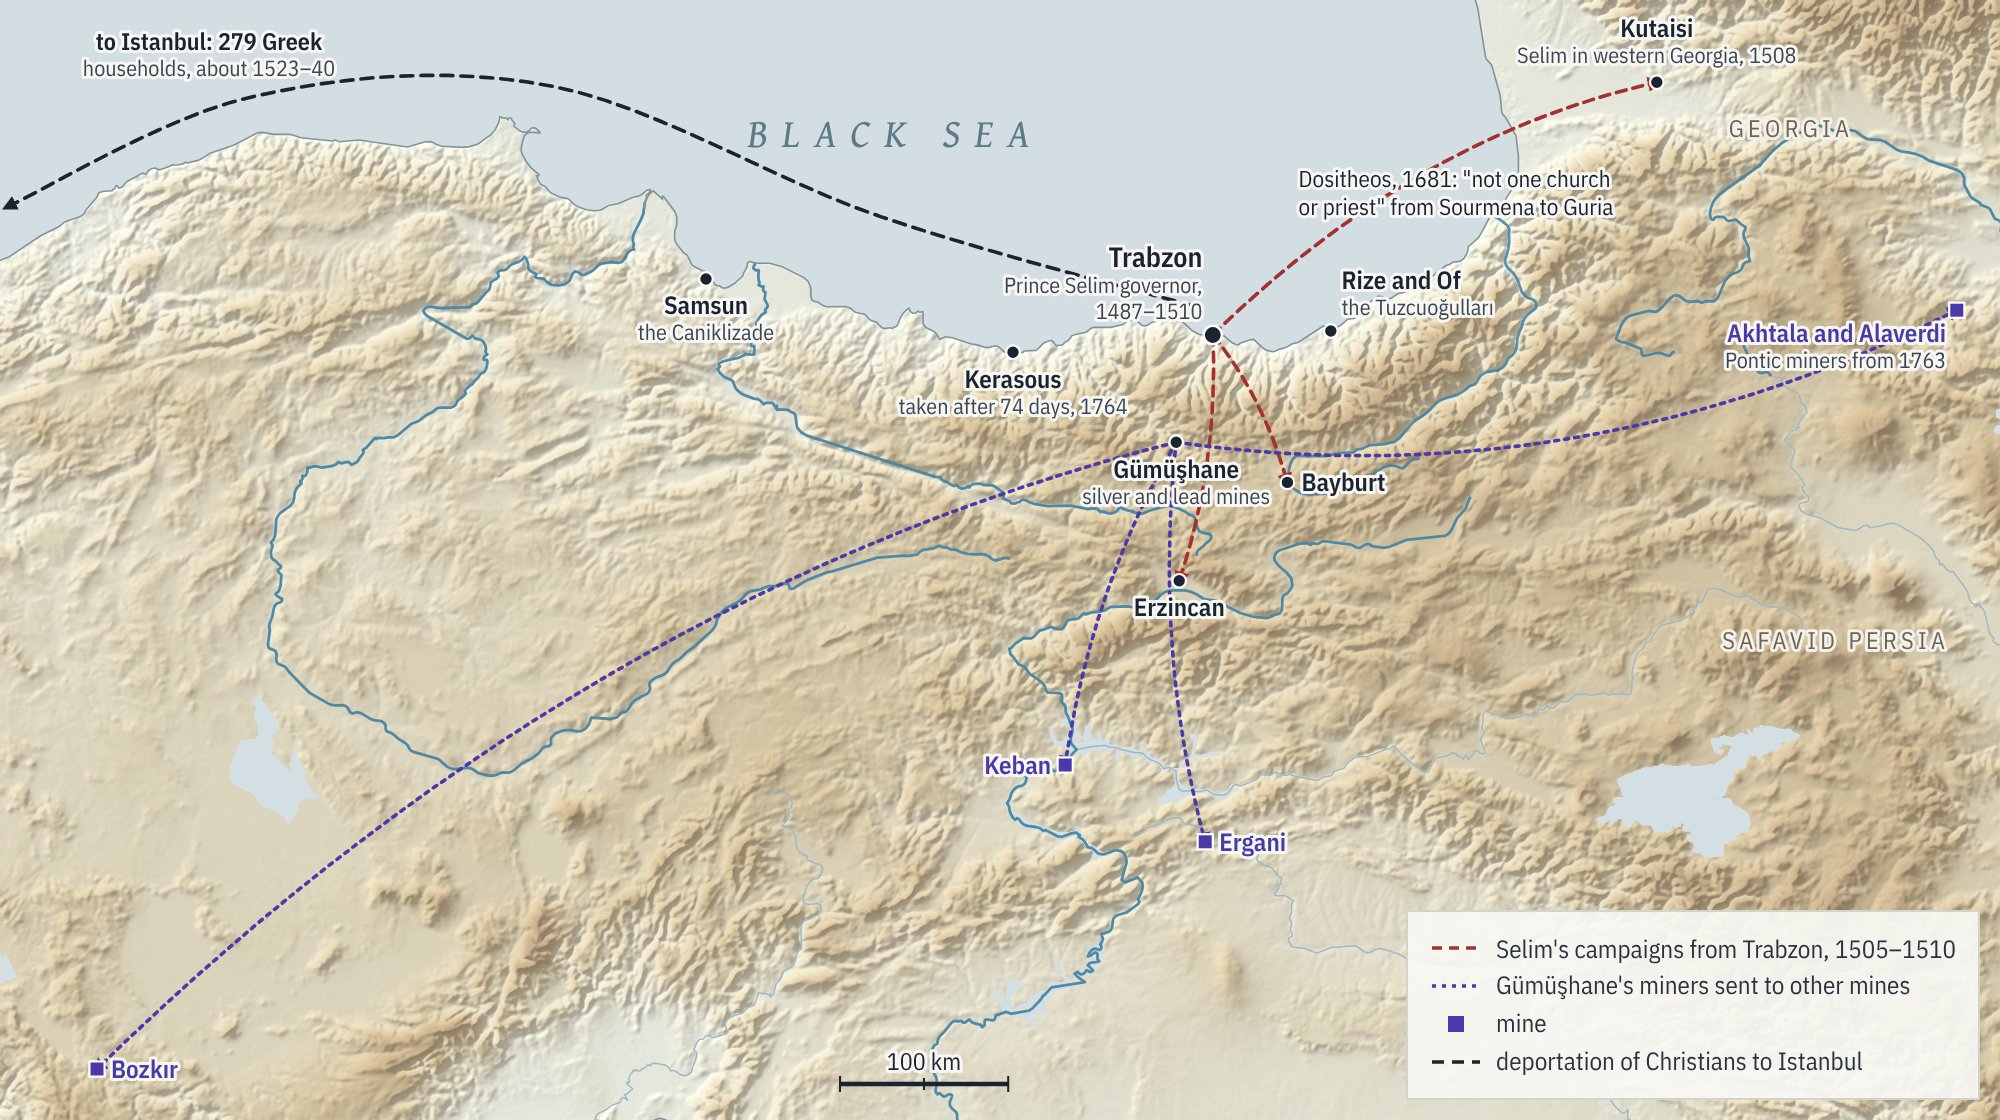 to Istanbul: 279 Greek
households, about 1523–40
Kutaisi
Selim in western Georgia, 1508
BLACK SEA
GEORGIA
Dositheos, 1681: "not one church
or priest" from Sourmena to Guria
Trabzon
Prince Selim governor,
1487–1510
Rize and Of
the Tuzcuoğulları
Samsun
the Caniklizade
Akhtala and Alaverdi
Pontic miners from 1763
Kerasous
taken after 74 days, 1764
Gümüşhane
silver and lead mines
Bayburt
Erzincan
SAFAVID PERSIA
Keban
Ergani
Bozkır
100 km
Selim's campaigns from Trabzon, 1505–1510
Gümüşhane's miners sent to other mines
mine
deportation of Christians to Istanbul